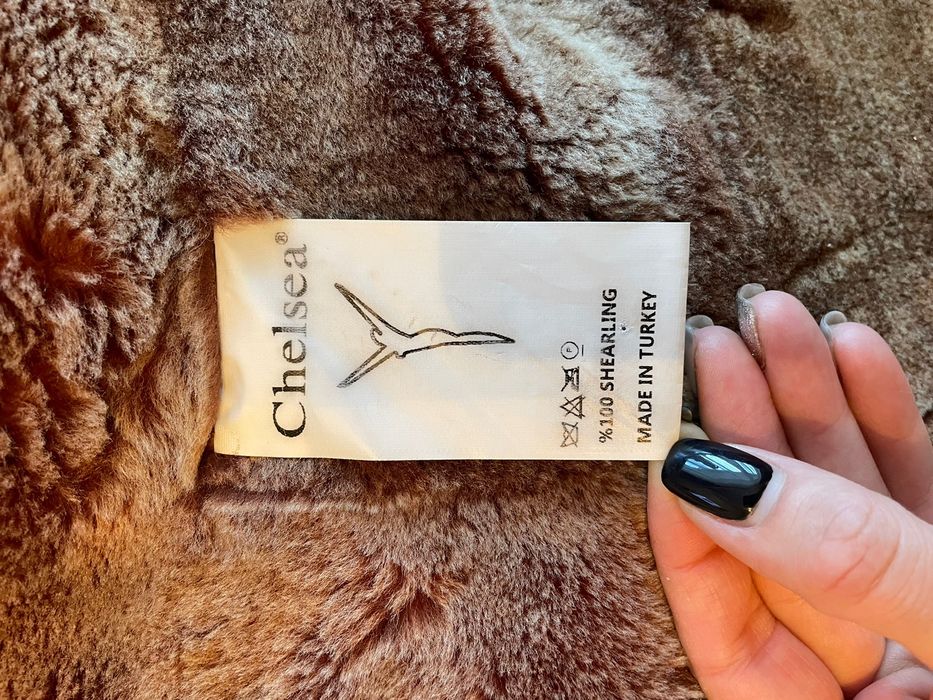 Chelsea®
P
%100 SHEARLING
MADE IN TURKEY